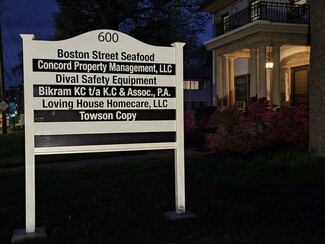 600
Boston Street Seafood
Concord Property Management, LLC
Dival Safety Equipment
Bikram KC t/a K.C & Assoc., P.A.
Loving House Homecare, LLC
Towson Copy